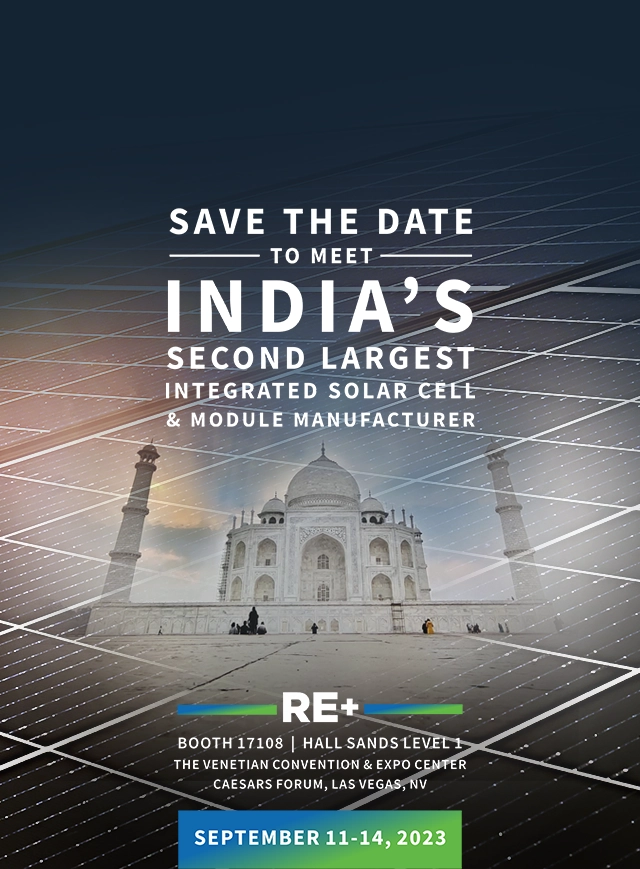 SAVE THE DATE
TO MEET
INDIA’S
SECOND LARGEST
INTEGRATED SOLAR CELL
& MODULE MANUFACTURER
RE+
BOOTH 17108 | HALL SANDS LEVEL 1
THE VENETIAN CONVENTION & EXPO CENTER
CAESARS FORUM, LAS VEGAS, NV
SEPTEMBER 11-14, 2023